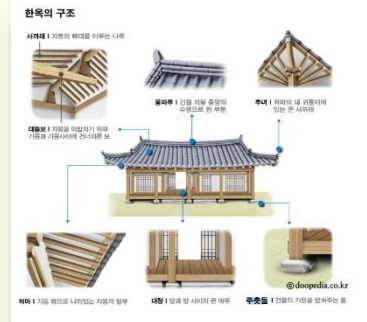 한옥의 구조
서까래 | 지붕의 뼈대를 이루는 나무
용마루 | 건물 지붕 중앙의
수평으로 된 부분
추녀 | 처마의 네 귀퉁이에
있는 큰 서까래
대들보 | 지붕을 떠받치기 위해
기둥과 기둥사이에 건너지른 보
ⓒdoopedia.co.kr
처마 | 기둥 밖으로 나와있는 지붕의 일부
대청 | 방과 방 사이의 큰 마루
주춧돌 | 건물의 기둥을 받쳐주는 돌